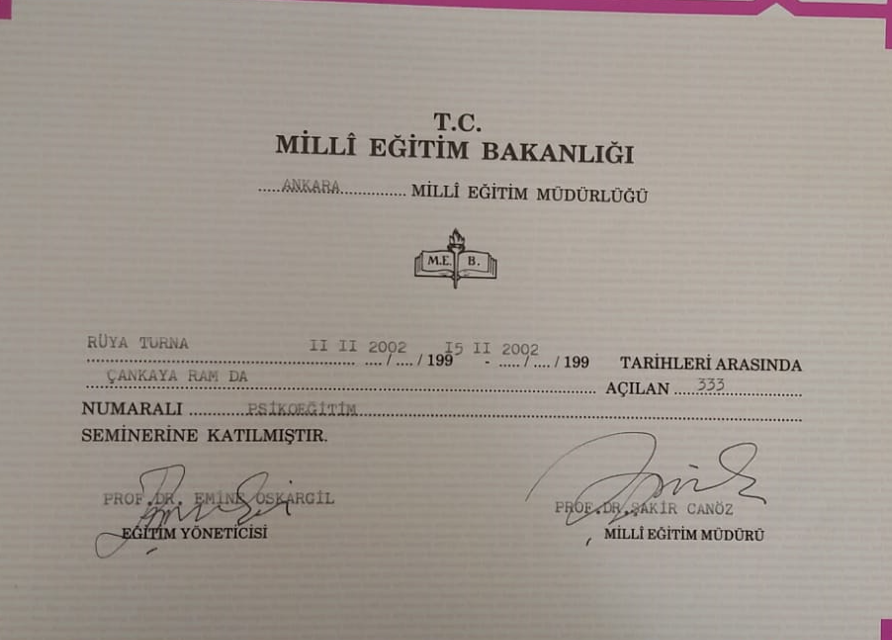 T.C.
MİLLÎ EĞİTİM BAKANLIĞI
.....ANKARA............... MİLLÎ EĞİTİM MÜDÜRLÜĞÜ
M.E. B.
RÜYA TURNA II II 2002 I5 II 2002
.... / .... / 199 - ..... / .... / 199 TARİHLERİ ARASINDA
ÇANKAYA RAM DA AÇILAN ....333
NUMARALI ............PSİKOEĞİTİM
SEMİNERİNE KATILMIŞTIR.
PROF.DR. EMİNE ÖSKARGİL
EĞİTİM YÖNETİCİSİ
PROF.DR.ŞAKİR CANÖZ
MİLLÎ EĞİTİM MÜDÜRÜ